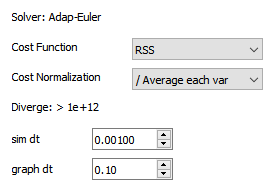 Solver: Adap-Euler
Cost Function RSS
Cost Normalization / Average each var
Diverge: > 1e+12
sim dt 0.00100
graph dt 0.10